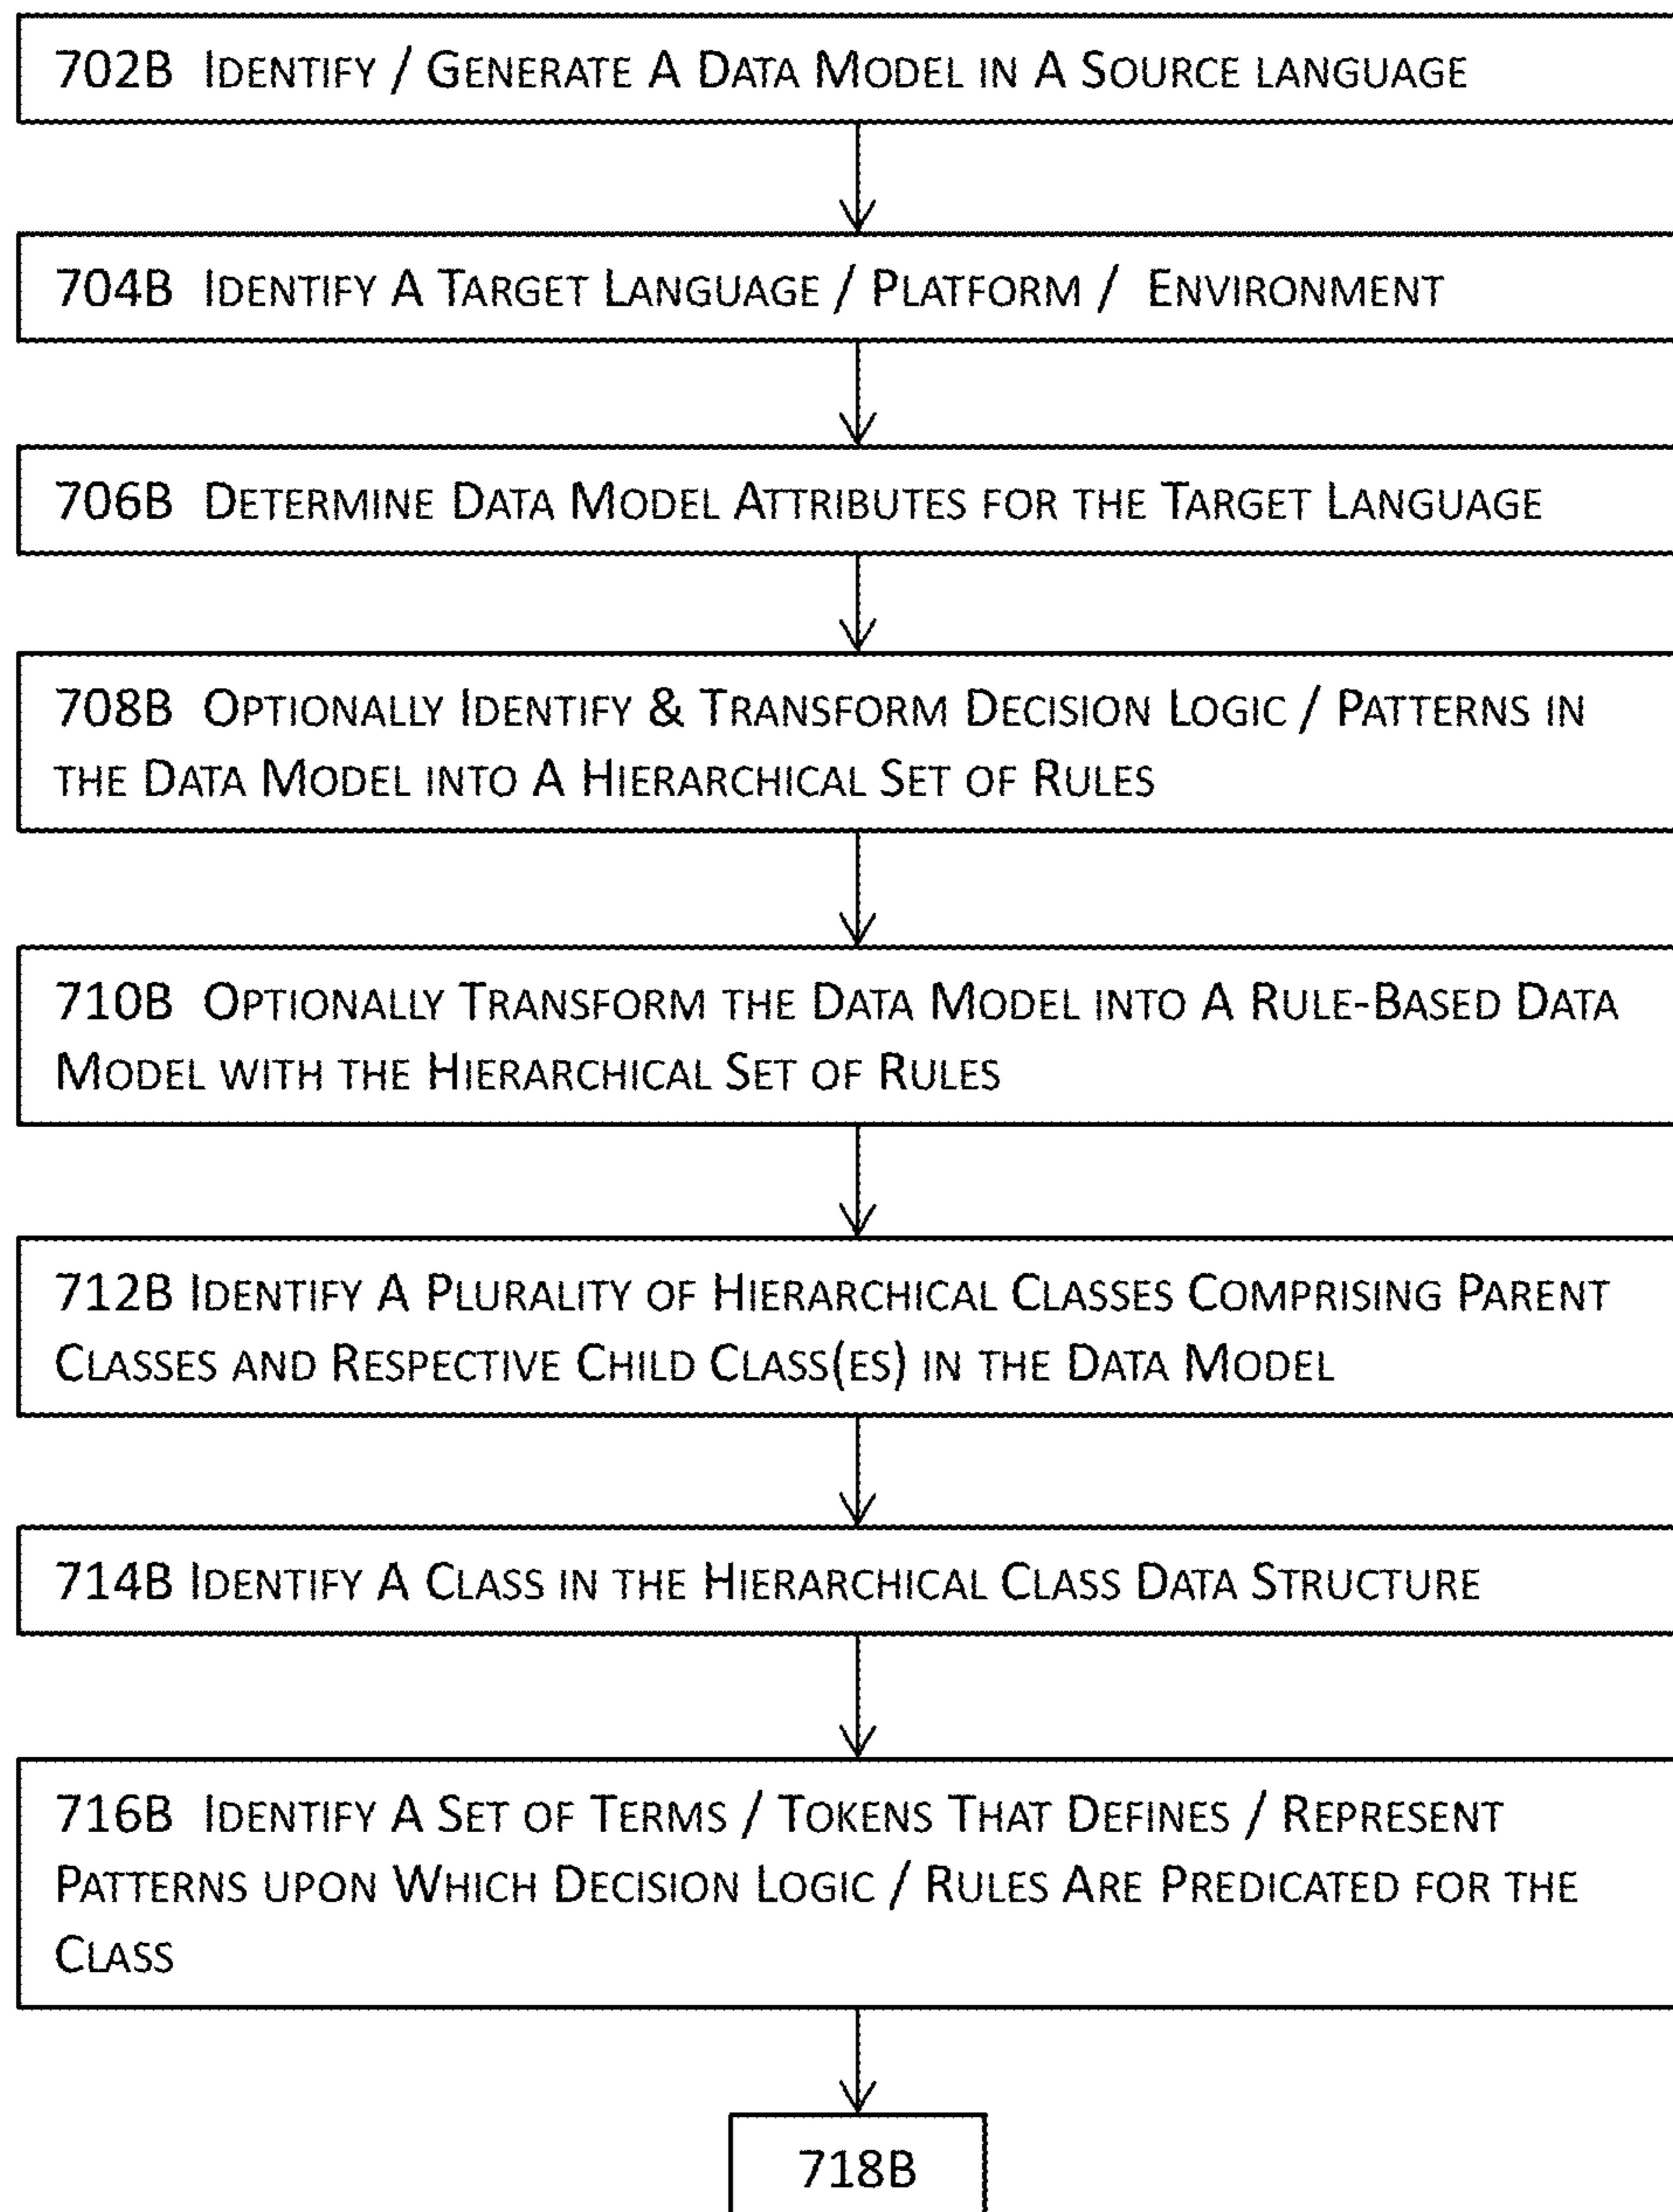 702B Identify / Generate A Data Model in A Source language
704B Identify A Target Language / Platform / Environment
706B Determine Data Model Attributes for the Target Language
708B Optionally Identify & Transform Decision Logic / Patterns in
the Data Model into A Hierarchical Set of Rules
710B Optionally Transform the Data Model into A Rule-Based Data
Model with the Hierarchical Set of Rules
712B Identify A Plurality of Hierarchical Classes Comprising Parent
Classes and Respective Child Class(es) in the Data Model
714B Identify A Class in the Hierarchical Class Data Structure
716B Identify A Set of Terms / Tokens That Defines / Represent
Patterns upon Which Decision Logic / Rules Are Predicated for the
Class
718B